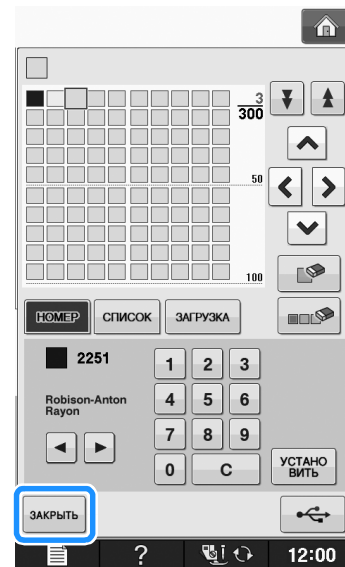 3
300
50
100
НОМЕР СПИСОК ЗАГРУЗКА
2251
1 2 3
Robison-Anton
Rayon
4 5 6
7 8 9
0 C
УСТАНО
ВИТЬ
ЗАКРЫТЬ
? 12:00